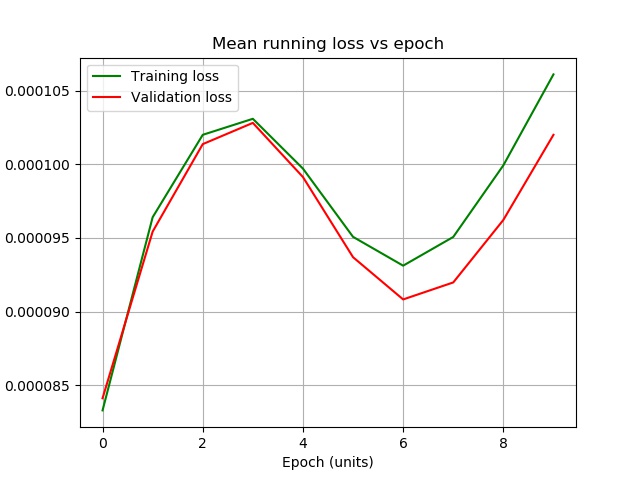 Mean running loss vs epoch
Training loss
Validation loss
0.000105
0.000100
0.000095
0.000090
0.000085
0 2 4 6 8
Epoch (units)